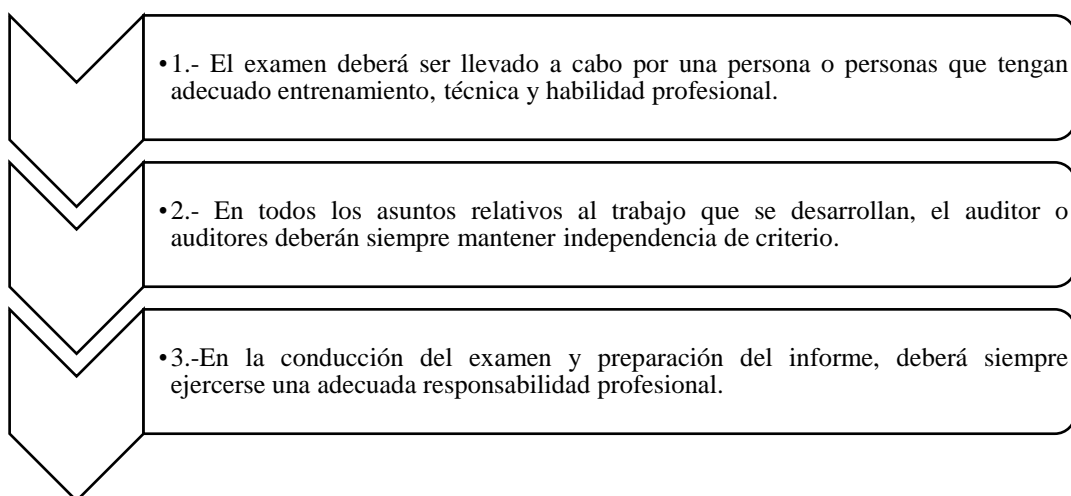 •1.- El examen deberá ser llevado a cabo por una persona o personas que tengan
adecuado entrenamiento, técnica y habilidad profesional.
•2.- En todos los asuntos relativos al trabajo que se desarrollan, el auditor o
auditores deberán siempre mantener independencia de criterio.
•3.-En la conducción del examen y preparación del informe, deberá siempre
ejercerse una adecuada responsabilidad profesional.